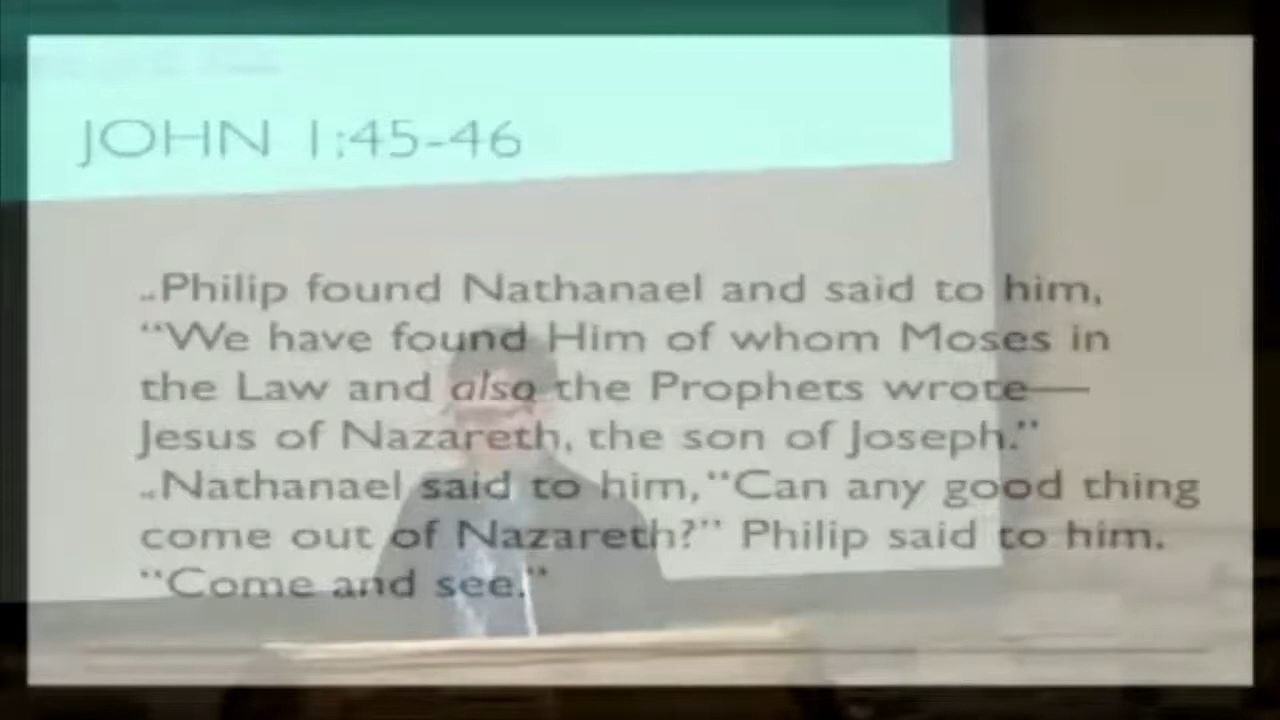 JOHN 1:45-46
Philip found Nathanael and said to him,
“We have found Him of whom Moses in
the Law and also the Prophets wrote—
Jesus of Nazareth, the son of Joseph.”
Nathanael said to him, “Can any good thing
come out of Nazareth?” Philip said to him,
“Come and see.”